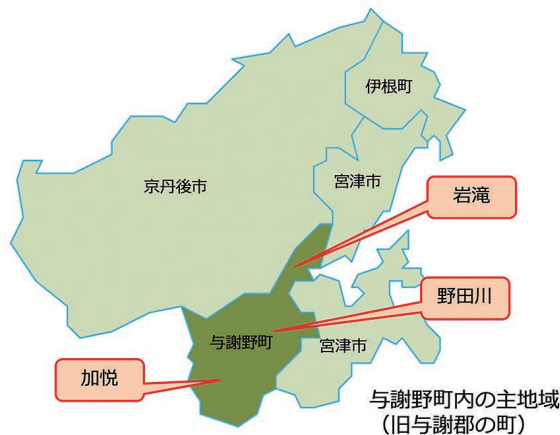 伊根町
京丹後市
宮津市
岩滝
野田川
与謝野町
宮津市
加悦
与謝野町内の主地域
（旧与謝郡の町）